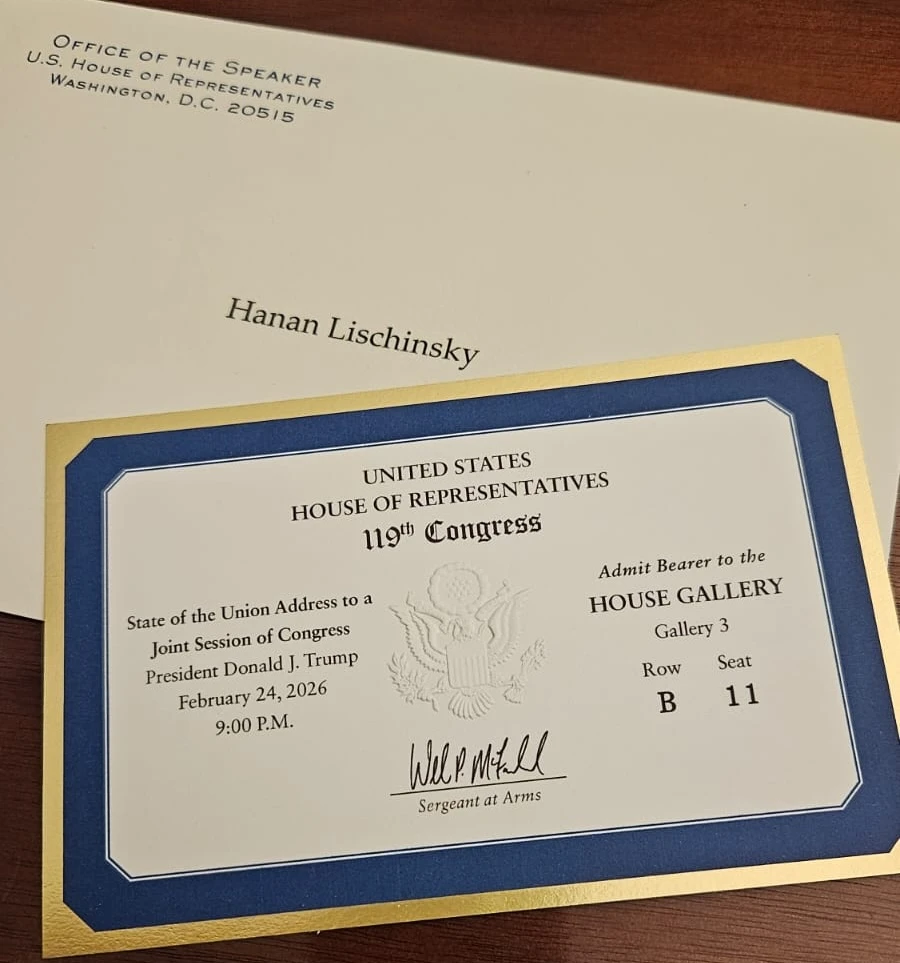 OFFICE OF THE SPEAKER
U.S. HOUSE OF REPRESENTATIVES
WASHINGTON, D.C. 20515
Hanan Lischinsky
UNITED STATES
HOUSE OF REPRESENTATIVES
119th Congress
State of the Union Address to a
Joint Session of Congress
President Donald J. Trump
February 24, 2026
9:00 P.M.
Sergeant at Arms
Admit Bearer to the
HOUSE GALLERY
Gallery 3
Row Seat
B 11